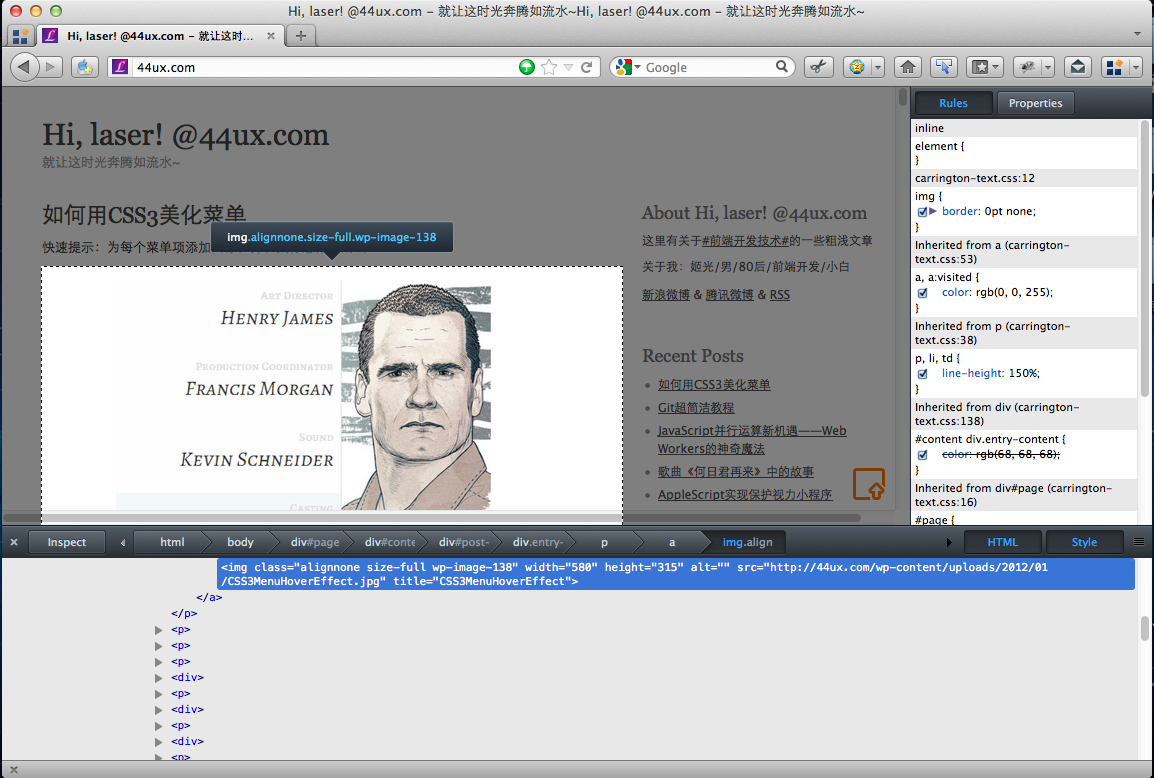 Hi, laser! @44ux.com – 就让这时光奔腾如流水~Hi, laser! @44ux.com – 就让这时光奔腾如流水~
Hi, laser! @44ux.com – 就让这时...
44ux.com
Google
Hi, laser! @44ux.com
就让这时光奔腾如流水~
如何用CSS3美化菜单
快速提示：为每个菜单项添加
img.alignnone.size-full.wp-image-138
ART DIRECTOR
HENRY JAMES
PRODUCTION COORDINATOR
FRANCIS MORGAN
SOUND
KEVIN SCHNEIDER
CASTING
About Hi, laser! @44ux.com
这里有关于#前端开发技术#的一些粗浅文章
关于我：姬光/男/80后/前端开发/小白
新浪微博 & 腾讯微博 & RSS
Recent Posts
如何用CSS3美化菜单
Git超简洁教程
JavaScript并行运算新机遇——Web
Workers的神奇魔法
歌曲《何日君再来》中的故事
AppleScript实现保护视力小程序
Rules
Properties
inline
element {
}
carrington-text.css:12
img {
border: 0pt none;
}
Inherited from a (carrington-
text.css:53)
a, a:visited {
color: rgb(0, 0, 255);
}
Inherited from p (carrington-
text.css:38)
p, li, td {
line-height: 150%;
}
Inherited from div (carrington-
text.css:138)
#content div.entry-content {
color: rgb(68, 68, 68);
}
Inherited from div#page (carrington-
text.css:16)
#page {
Inspect
html
body
div#page
div#conte
div#post-
div.entry-
p
a
img.align
HTML
Style
<img class="alignnone size-full wp-image-138" width="580" height="315" alt="" src="http://44ux.com/wp-content/uploads/2012/01
/CSS3MenuHoverEffect.jpg" title="CSS3MenuHoverEffect">
</a>
</p>
<p>
<p>
<p>
<div>
<p>
<div>
<p>
<div>
<p>